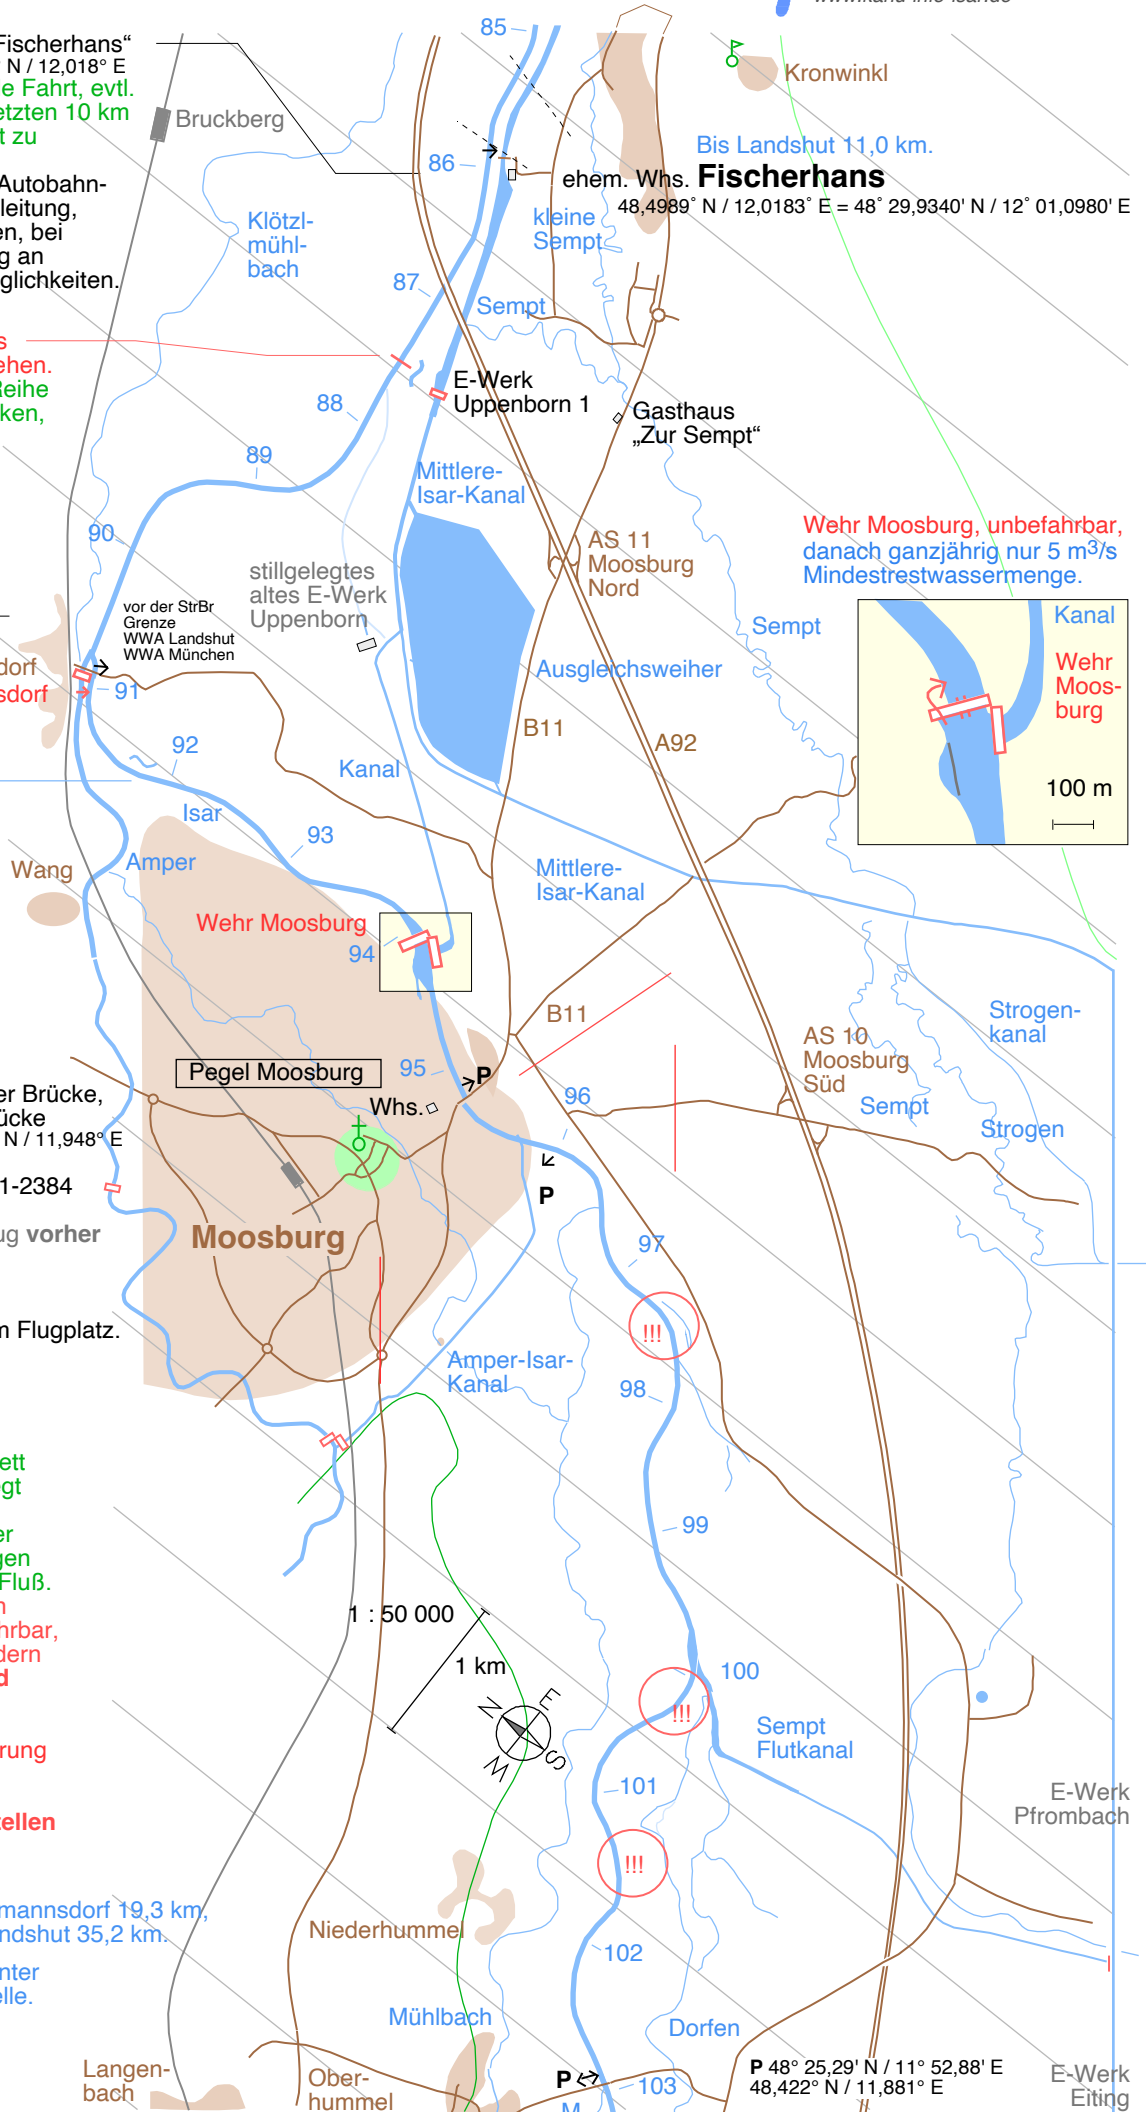 85
Fischerhans“
° N / 12,018° E
e Fahrt, evtl.
etzten 10 km
t zu
Bruckberg
Kronwinkl
Bis Landshut 11,0 km.
86
ehem. Whs. Fischerhans
48,4989° N / 12,0183° E = 48° 29,9340' N / 12° 01,0980' E
Autobahn-
leitung,
en, bei
g an
glichkeiten.
Klötzl-
mühl-
bach
kleine
Sempt
87
Sempt
s
ehen.
Reihe
ken,
E-Werk
Uppenborn 1
88
Gasthaus
„Zur Sempt“
89
Mittlere-
Isar-Kanal
90
Wehr Moosburg, unbefahrbar,
danach ganzjährig nur 5 m³/s
Mindestrestwassermenge.
AS 11
Moosburg
Nord
stillgelegtes
altes E-Werk
Uppenborn
vor der StrBr
Grenze
WWA Landshut
WWA München
Kanal
Sempt
Wehr
Moos-
burg
100 m
dorf
sdorf
91
Ausgleichsweiher
B11
A92
92
Kanal
Isar
93
Wang
Amper
Mittlere-
Isar-Kanal
Wehr Moosburg
94
B11
Strogen-
kanal
AS 10
Moosburg
Süd
Pegel Moosburg
95
P
Whs.
96
Sempt
Strogen
er Brücke,
ücke
N / 11,948° E
1-2384
P
ug vorher
Moosburg
97
!!!
m Flugplatz.
Amper-Isar-
Kanal
98
ett
egt
er
gen
Fluß.
n
hrbar,
dern
d
99
1 : 50 000
1 km
N
E
S
W
100
!!!
Sempt
Flutkanal
rung
101
E-Werk
Pfrombach
tellen
!!!
mannsdorf 19,3 km,
ndshut 35,2 km.
Niederhummel
102
nter
elle.
Mühlbach
Dorfen
Langen-
bach
Ober-
hummel
P
103
P 48° 25,29' N / 11° 52,88' E
48,422° N / 11,881° E
E-Werk
Eiting